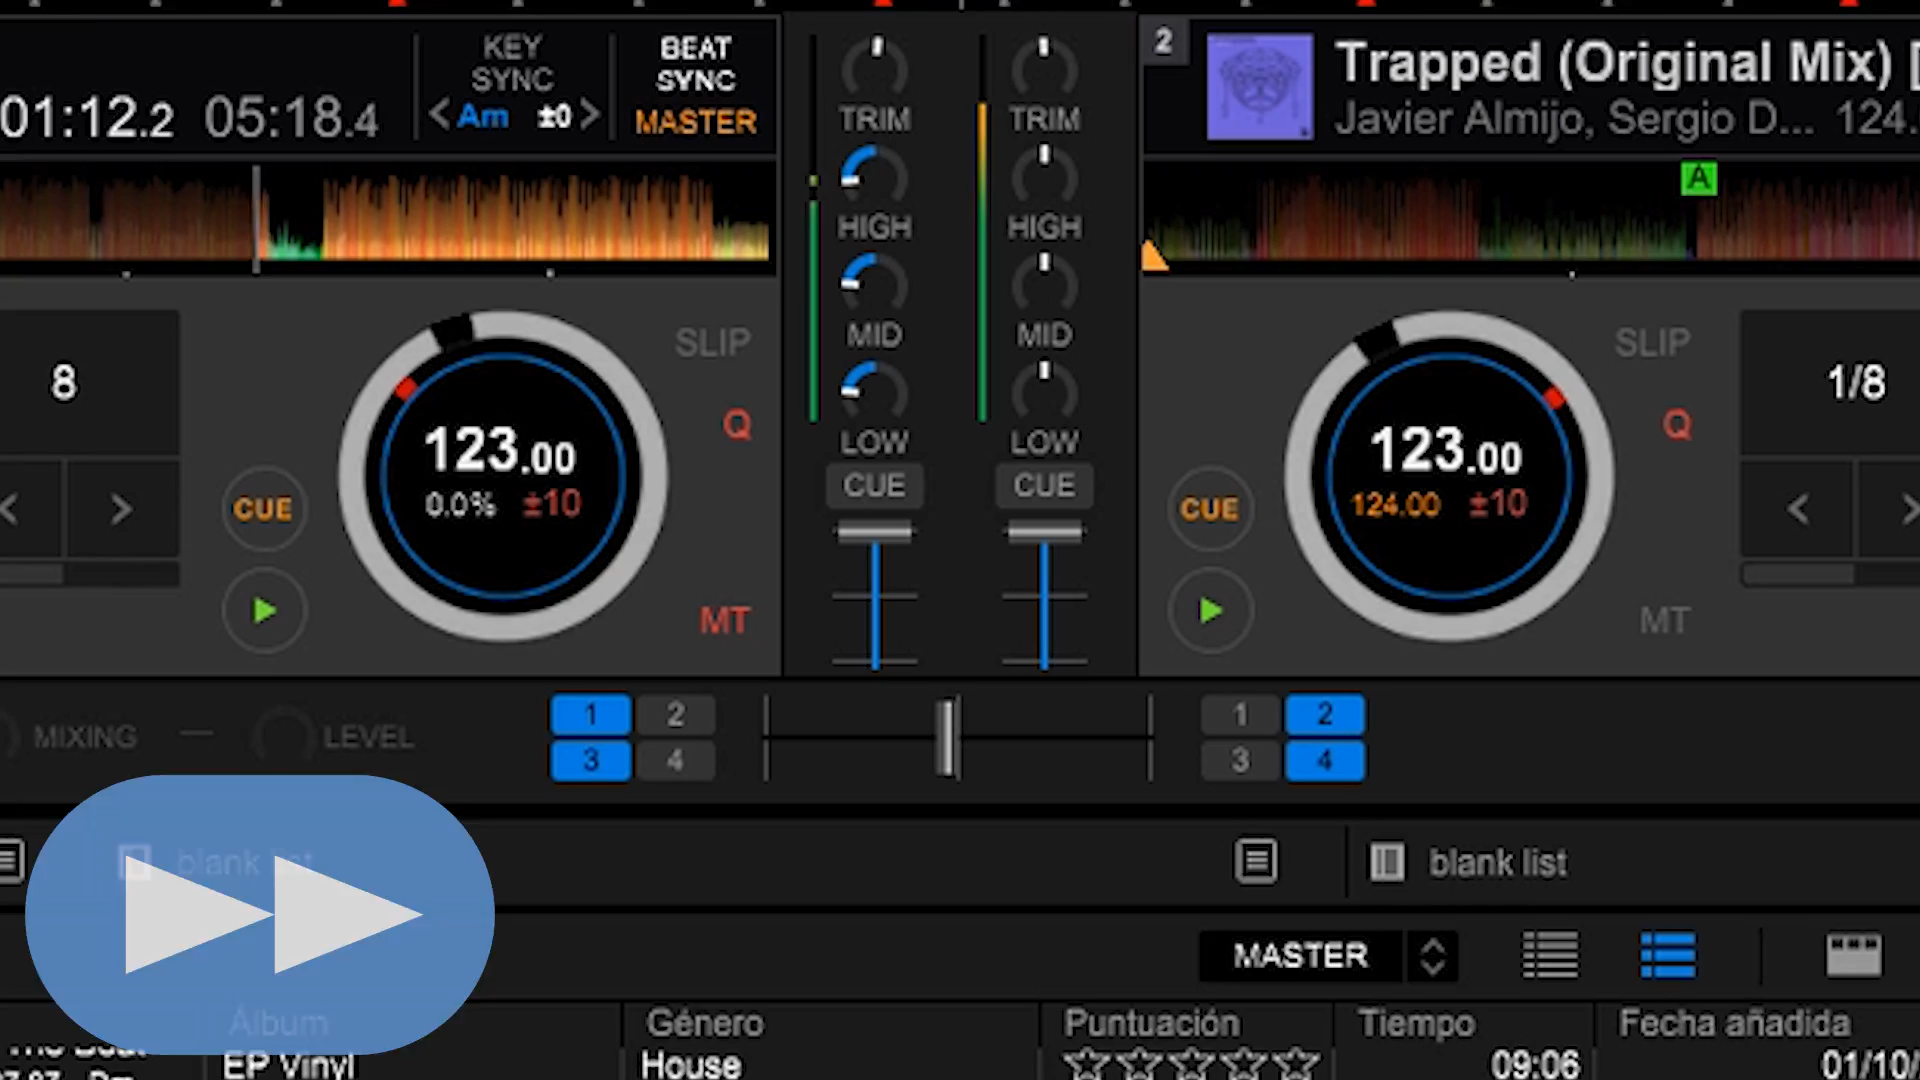 KEY
SYNC
BEAT
SYNC
01:12.2 05:18.4
< Am ±0 >
MASTER
TRIM
HIGH
MID
LOW
CUE
TRIM
HIGH
MID
LOW
CUE
2
Trapped (Original Mix) [
Javier Almijo, Sergio D... 124.
A
8
< >
SLIP
Q
123.00
0.0% ±10
CUE
MT
SLIP
Q
123.00
124.00 ±10
CUE
MT
1/8
< >
MIXING
LEVEL
1 2
3 4
1 2
3 4
blank list
blank list
MASTER
Álbum
Género
Puntuación
Tiempo
Fecha añadida
EP Vinyl
House
09:06
01/10/